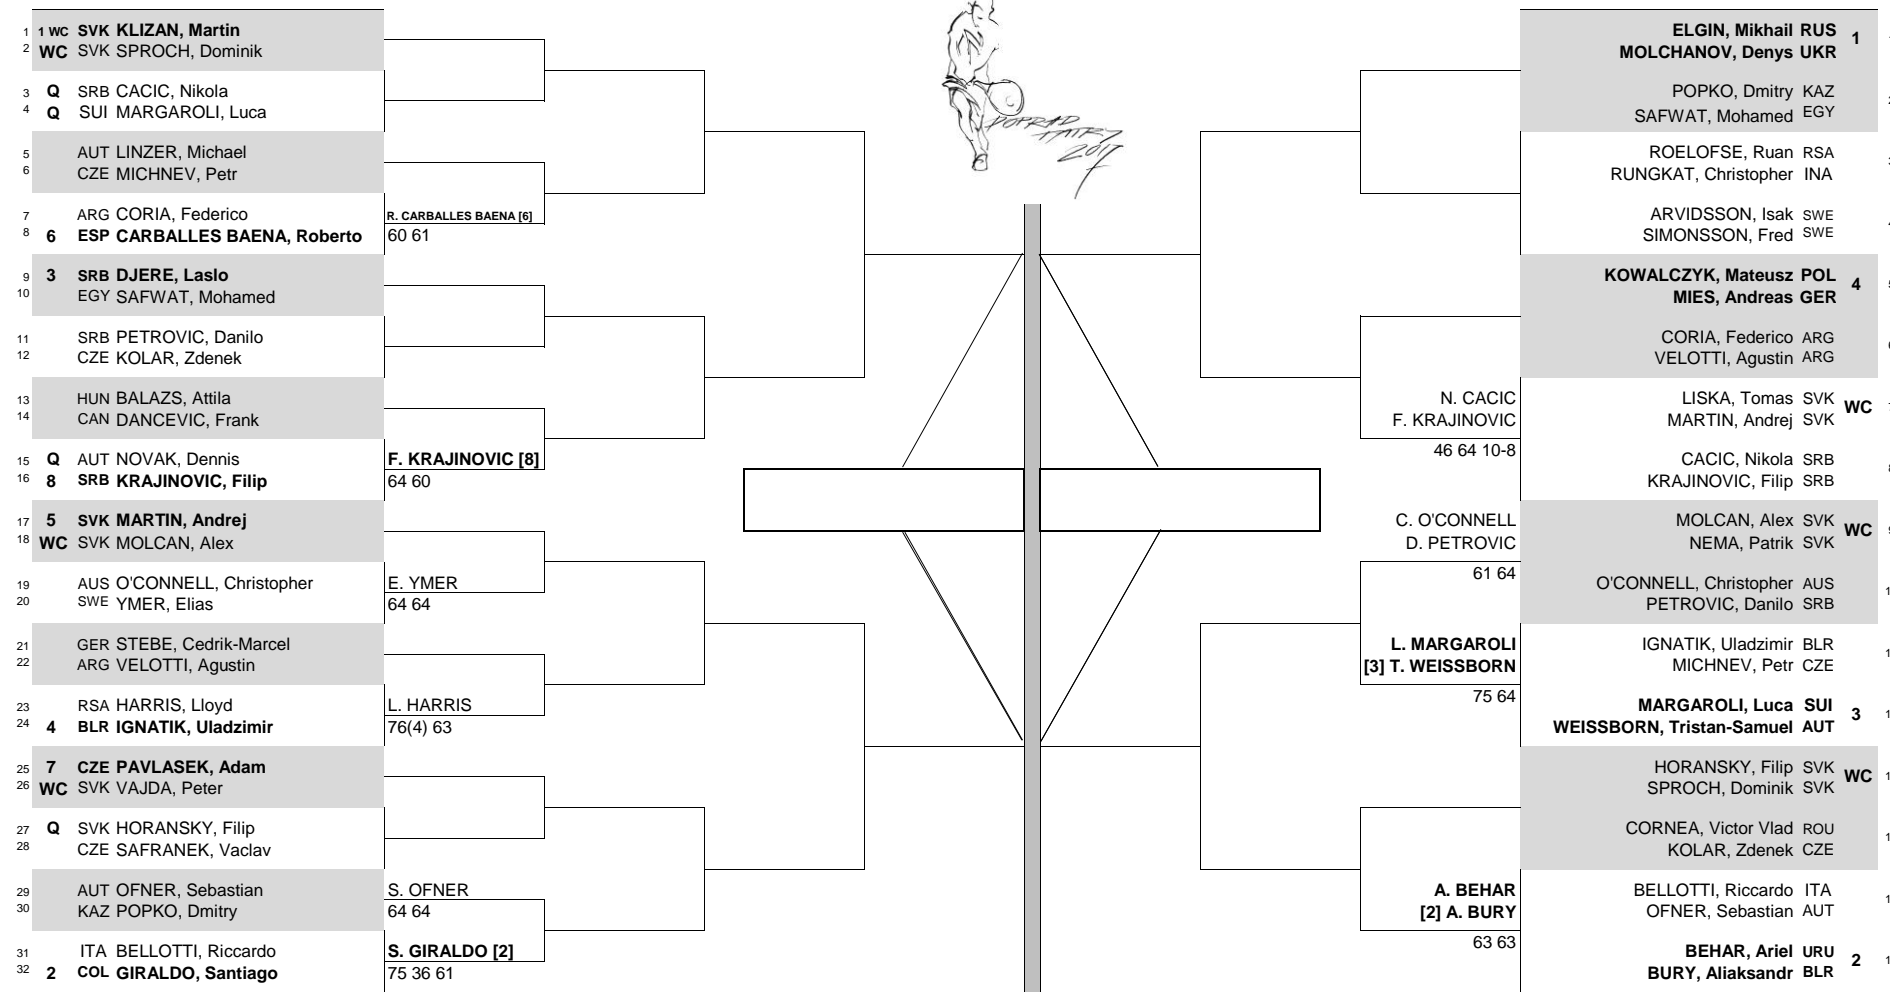 1 1 WC SVK KLIZAN, Martin
2 WC SVK SPROCH, Dominik
3 Q SRB CACIC, Nikola
4 Q SUI MARGAROLI, Luca
5 AUT LINZER, Michael
6 CZE MICHNEV, Petr
7 ARG CORIA, Federico
8 6 ESP CARBALLES BAENA, Roberto
R. CARBALLES BAENA [6]
60 61
9 3 SRB DJERE, Laslo
10 EGY SAFWAT, Mohamed
11 SRB PETROVIC, Danilo
12 CZE KOLAR, Zdenek
13 HUN BALAZS, Attila
14 CAN DANCEVIC, Frank
15 Q AUT NOVAK, Dennis
16 8 SRB KRAJINOVIC, Filip
F. KRAJINOVIC [8]
64 60
17 5 SVK MARTIN, Andrej
18 WC SVK MOLCAN, Alex
19 AUS O'CONNELL, Christopher
20 SWE YMER, Elias
E. YMER
64 64
21 GER STEBE, Cedrik-Marcel
22 ARG VELOTTI, Agustin
23 RSA HARRIS, Lloyd
24 4 BLR IGNATIK, Uladzimir
L. HARRIS
76(4) 63
25 7 CZE PAVLASEK, Adam
26 WC SVK VAJDA, Peter
27 Q SVK HORANSKY, Filip
28 CZE SAFRANEK, Vaclav
29 AUT OFNER, Sebastian
30 KAZ POPKO, Dmitry
S. OFNER
64 64
31 ITA BELLOTTI, Riccardo
32 2 COL GIRALDO, Santiago
S. GIRALDO [2]
75 36 61
POPRAD
TATRY
2017
ELGIN, Mikhail RUS 1
MOLCHANOV, Denys UKR
POPKO, Dmitry KAZ
SAFWAT, Mohamed EGY
ROELOFSE, Ruan RSA
RUNGKAT, Christopher INA
ARVIDSSON, Isak SWE
SIMONSSON, Fred SWE
KOWALCZYK, Mateusz POL 4
MIES, Andreas GER
CORIA, Federico ARG
VELOTTI, Agustin ARG
N. CACIC
F. KRAJINOVIC
46 64 10-8
LISKA, Tomas SVK WC
MARTIN, Andrej SVK
CACIC, Nikola SRB
KRAJINOVIC, Filip SRB
C. O'CONNELL
D. PETROVIC
61 64
MOLCAN, Alex SVK WC
NEMA, Patrik SVK
O'CONNELL, Christopher AUS
PETROVIC, Danilo SRB
L. MARGAROLI
[3] T. WEISSBORN
75 64
IGNATIK, Uladzimir BLR
MICHNEV, Petr CZE
MARGAROLI, Luca SUI 3
WEISSBORN, Tristan-Samuel AUT
HORANSKY, Filip SVK WC
SPROCH, Dominik SVK
CORNEA, Victor Vlad ROU
KOLAR, Zdenek CZE
A. BEHAR
[2] A. BURY
63 63
BELLOTTI, Riccardo ITA
OFNER, Sebastian AUT
BEHAR, Ariel URU 2
BURY, Aliaksandr BLR